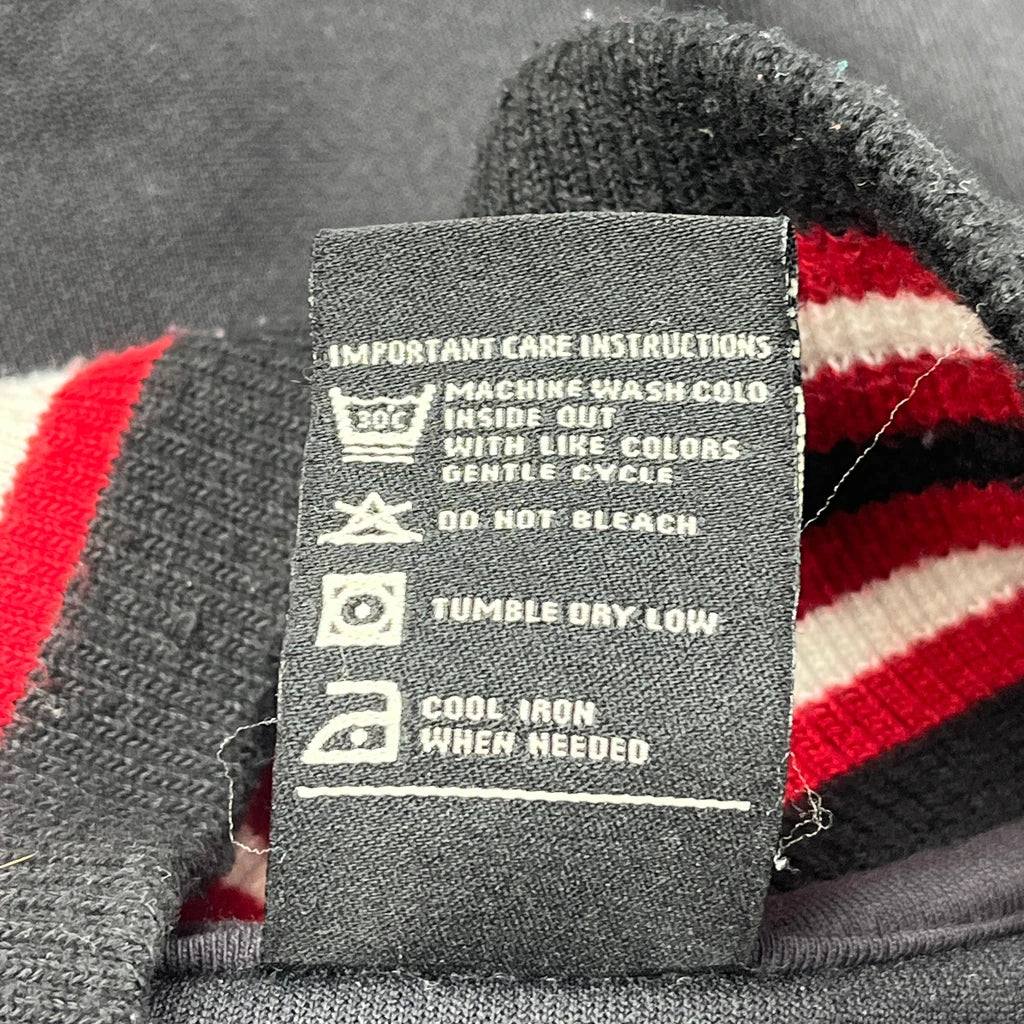 IMPORTANT CARE INSTRUCTIONS
30C
MACHINE WASH COLD
INSIDE OUT
WITH LIKE COLORS
GENTLE CYCLE
DO NOT BLEACH
TUMBLE DRY LOW
COOL IRON
WHEN NEEDED